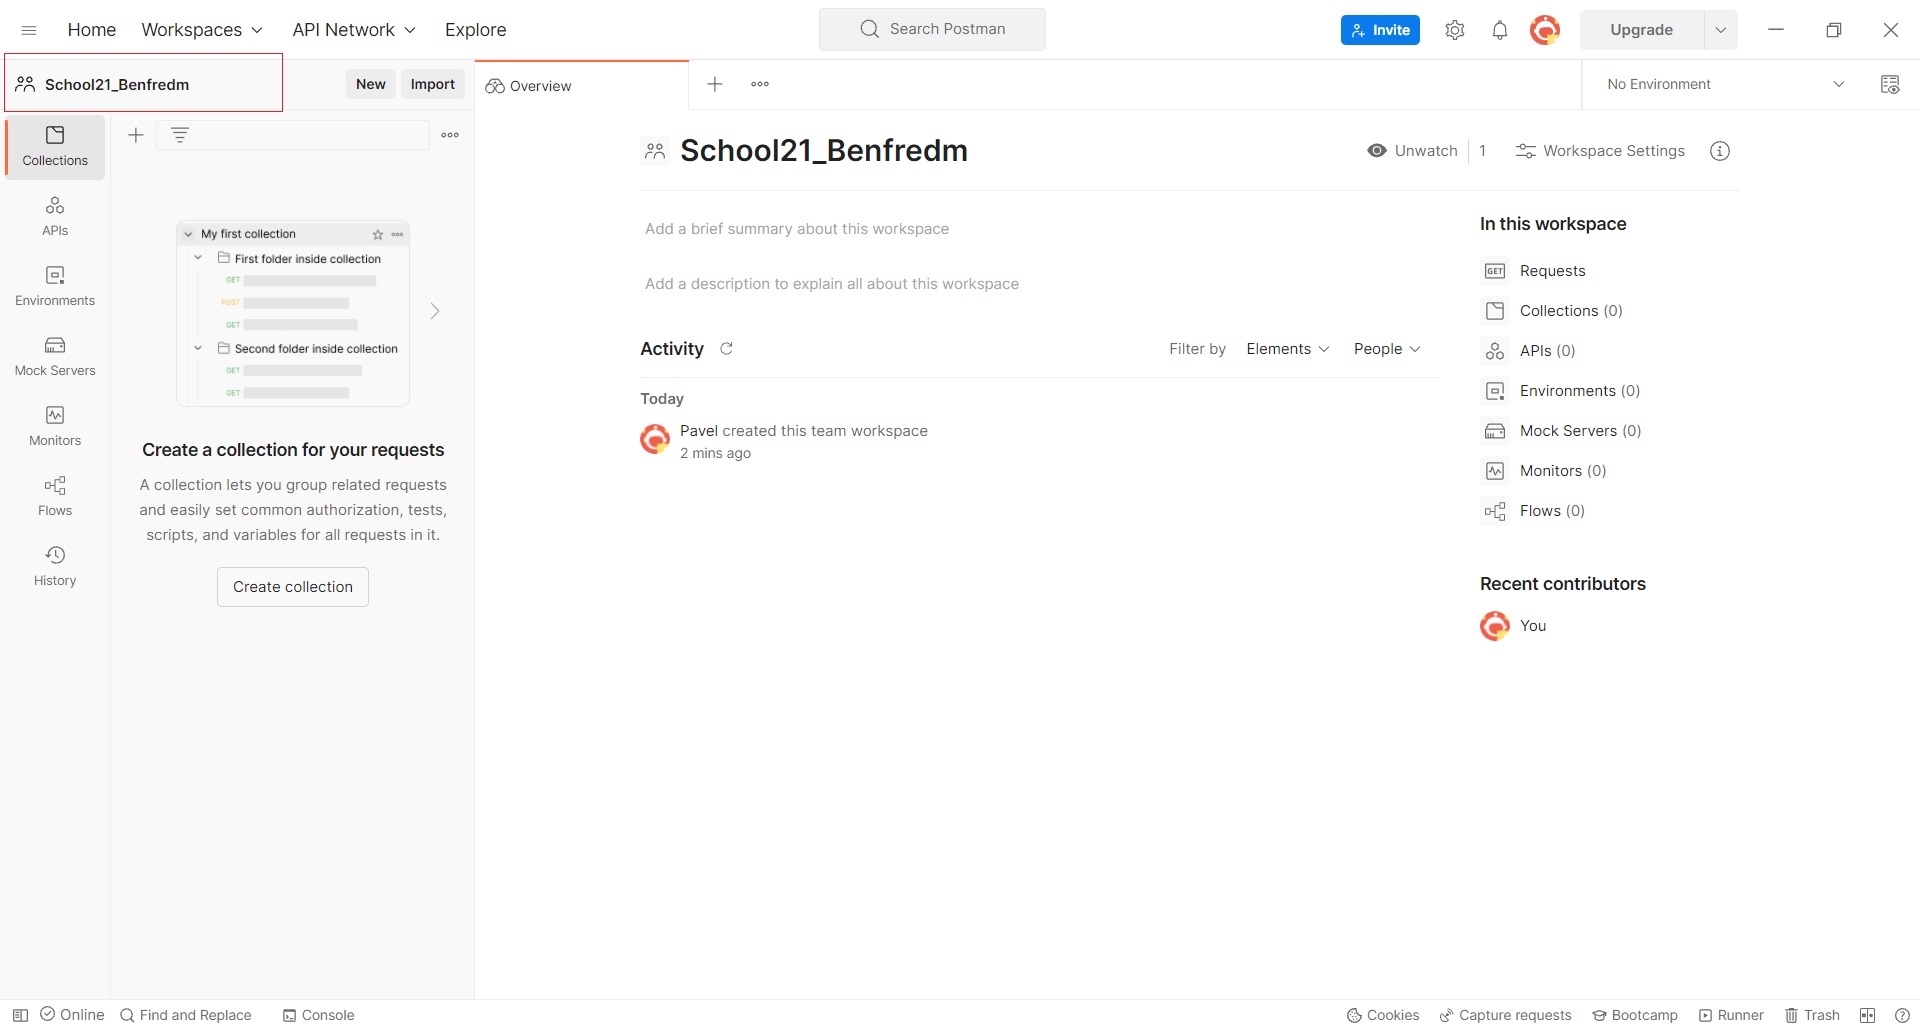 Home Workspaces API Network Explore Search Postman Invite Upgrade
School21_Benfredm New Import Overview No Environment
Collections
APIs
Environments
Mock Servers
Monitors
Flows
History
My first collection
First folder inside collection
GET
POST
GET
Second folder inside collection
GET
GET
Create a collection for your requests
A collection lets you group related requests
and easily set common authorization, tests,
scripts, and variables for all requests in it.
Create collection
School21_Benfredm Unwatch 1 Workspace Settings
Add a brief summary about this workspace
Add a description to explain all about this workspace
Activity Filter by Elements People
Today
Pavel created this team workspace
2 mins ago
In this workspace
GET Requests
Collections (0)
APIs (0)
Environments (0)
Mock Servers (0)
Monitors (0)
Flows (0)
Recent contributors
You
Online Find and Replace Console Cookies Capture requests Bootcamp Runner Trash